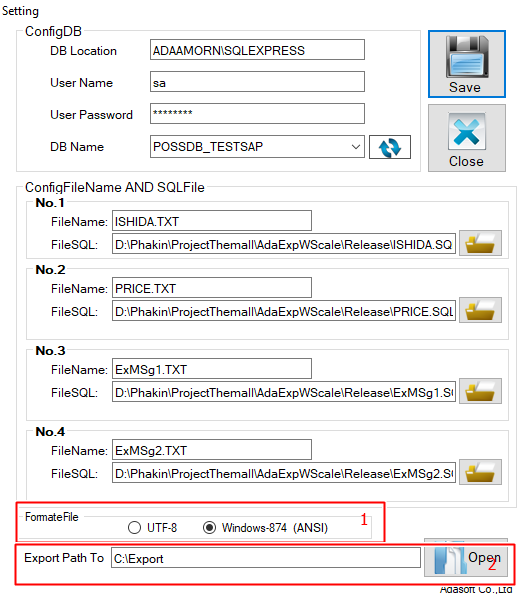 Setting
ConfigDB
DB Location ADAAMORN\SQLEXPRESS
User Name sa
User Password ********
DB Name POSSDB_TESTSAP
Save
Close
ConfigFileName AND SQLFile
No.1
FileName: ISHIDA.TXT
FileSQL: D:\Phakin\ProjectThemall\AdaExpWScale\Release\ISHIDA.SQ
No.2
FileName: PRICE.TXT
FileSQL: D:\Phakin\ProjectThemall\AdaExpWScale\Release\PRICE.SQL
No.3
FileName: ExMSg1.TXT
FileSQL: D:\Phakin\ProjectThemall\AdaExpWScale\Release\ExMSg1.S
No.4
FileName: ExMSg2.TXT
FileSQL: D:\Phakin\ProjectThemall\AdaExpWScale\Release\ExMSg2.S
FormateFile 1
UTF-8 Windows-874 (ANSI)
Export Path To C:\Export Open 2
Adasoft Co.,Ltd